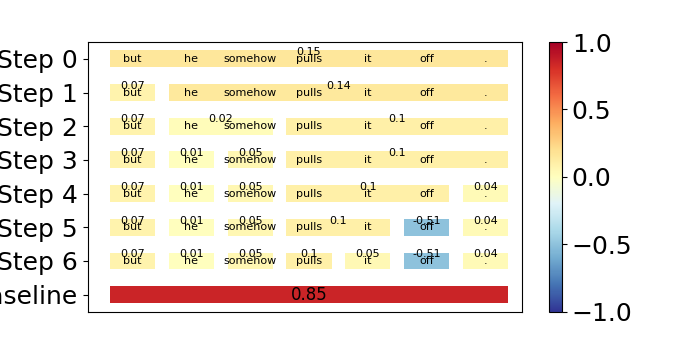 0.15
Step 0 but he somehow pulls it off .
0.07 0.14
Step 1 but he somehow pulls it off .
0.07 0.02 0.1
Step 2 but he somehow pulls it off .
0.07 0.01 0.05 0.1
Step 3 but he somehow pulls it off .
0.07 0.01 0.05 0.1 0.04
Step 4 but he somehow pulls it off .
0.07 0.01 0.05 0.1 -0.51 0.04
Step 5 but he somehow pulls it off .
0.07 0.01 0.05 0.1 0.05 -0.51 0.04
Step 6 but he somehow pulls it off .
aseline 0.85
1.0
0.5
0.0
−0.5
−1.0